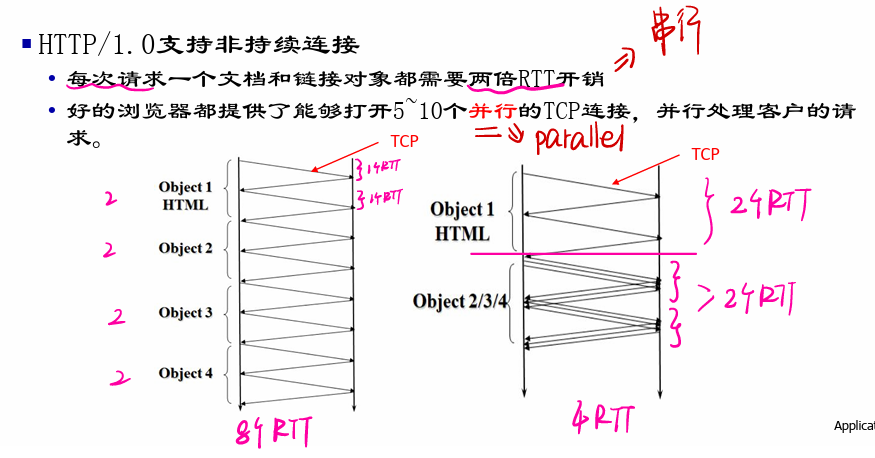 HTTP/1.0支持非持续连接
串行
每次请求一个文档和链接对象都需要两倍RTT开销
好的浏览器都提供了能够打开5~10个并行的TCP连接，并行处理客户的请
求。
parallel
TCP
1个RTT
1个RTT
2
Object 1
HTML
2
Object 2
2
Object 3
2
Object 4
8个RTT
TCP
Object 1
HTML
2个RTT
Object 2/3/4
2个RTT
4RTT
Applica